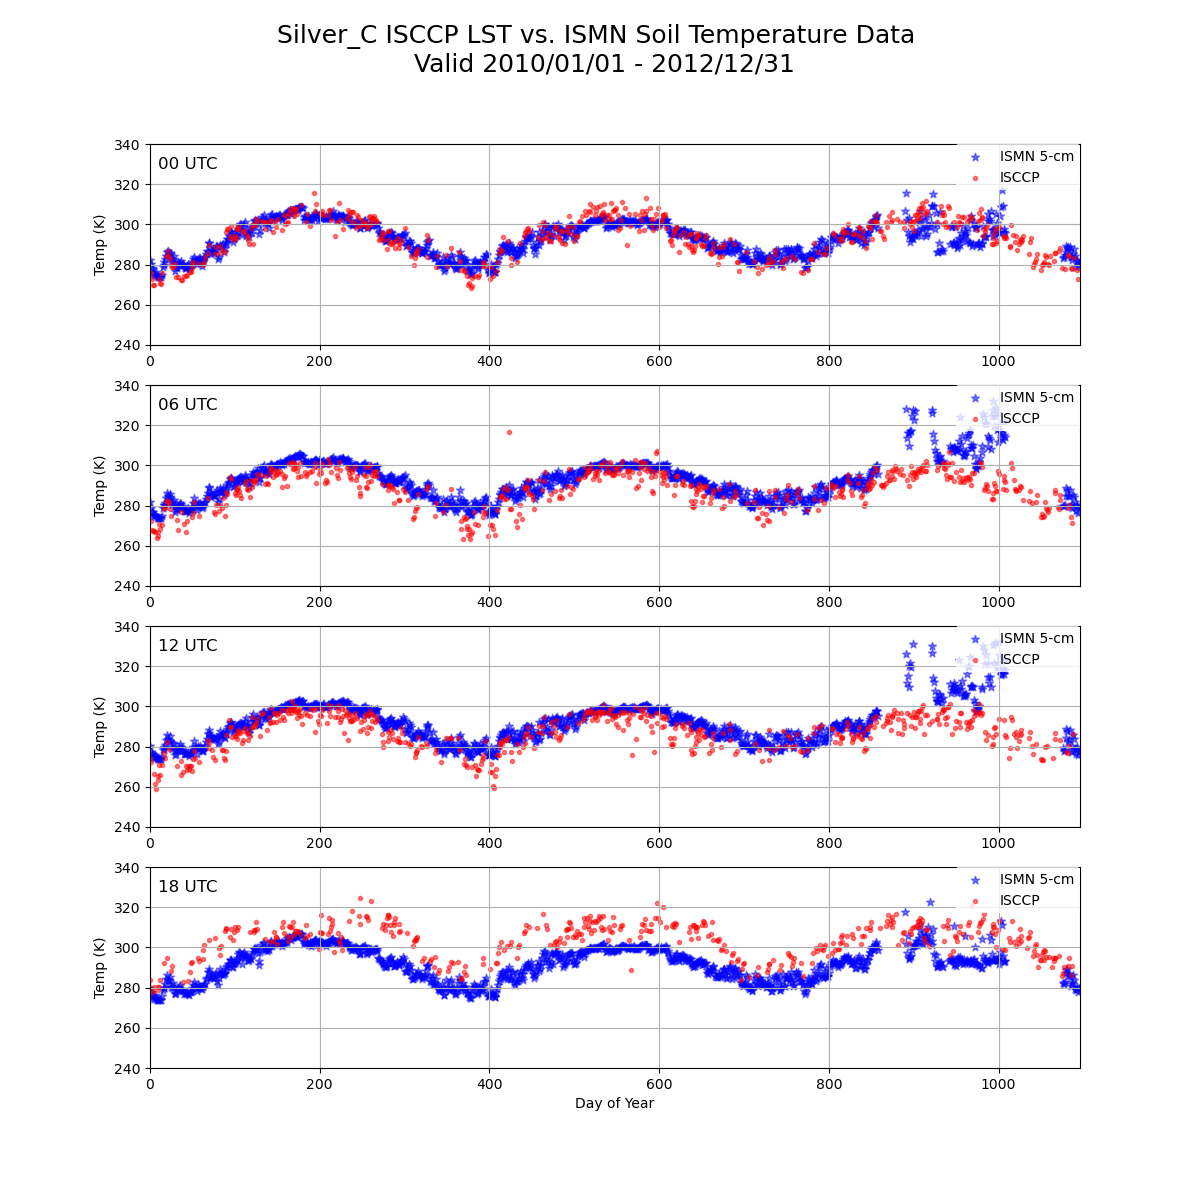 Silver_C ISCCP LST vs. ISMN Soil Temperature Data
Valid 2010/01/01 - 2012/12/31
340
320
300
280
260
240
Temp (K)
00 UTC
ISMN 5-cm
ISCCP
0 200 400 600 800 1000
340
320
300
280
260
240
Temp (K)
06 UTC
ISMN 5-cm
ISCCP
0 200 400 600 800 1000
340
320
300
280
260
240
Temp (K)
12 UTC
ISMN 5-cm
ISCCP
0 200 400 600 800 1000
340
320
300
280
260
240
Temp (K)
18 UTC
ISMN 5-cm
ISCCP
0 200 400 600 800 1000
Day of Year